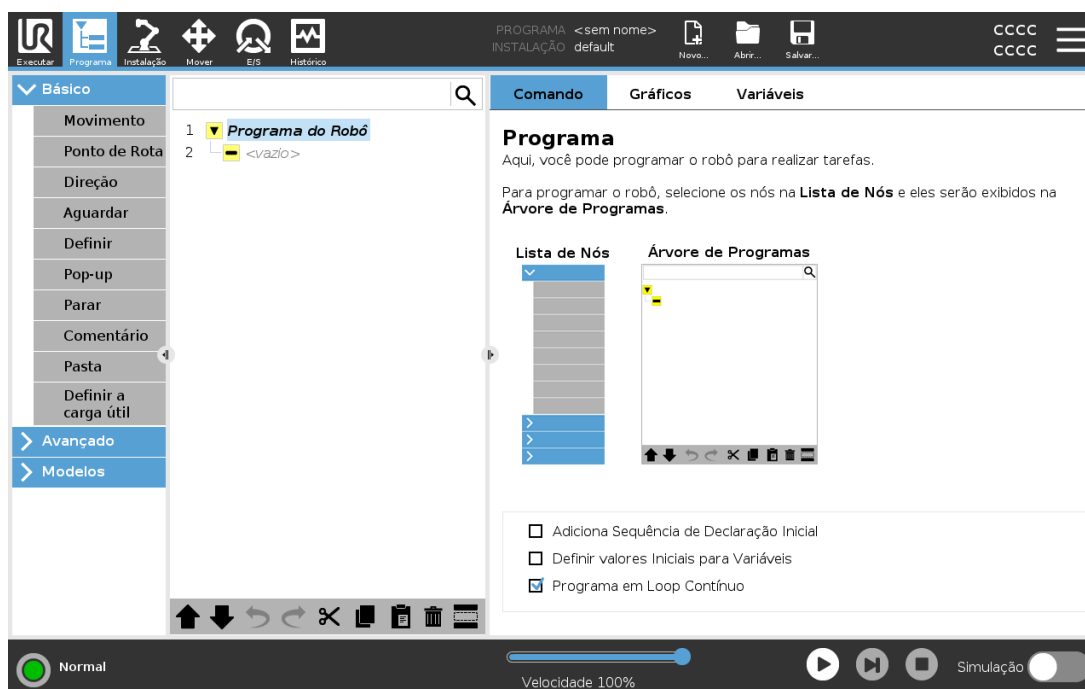 PROGRAMA <sem nome>
INSTALAÇÃO default
CCCC
CCCC
UR
Executar
Programa
Instalação
Mover
E/S
Histórico
Novo...
Abrir...
Salvar...
Básico
Movimento
Ponto de Rota
Direção
Aguardar
Definir
Pop-up
Parar
Comentário
Pasta
Definir a
carga útil
Avançado
Modelos
1 Programa do Robô
2 <vazio>
Comando Gráficos Variáveis
Programa
Aqui, você pode programar o robô para realizar tarefas.
Para programar o robô, selecione os nós na Lista de Nós e eles serão exibidos na
Árvore de Programas.
Lista de Nós
Árvore de Programas
Adiciona Sequência de Declaração Inicial
Definir valores Iniciais para Variáveis
Programa em Loop Contínuo
Normal
Velocidade 100%
Simulação